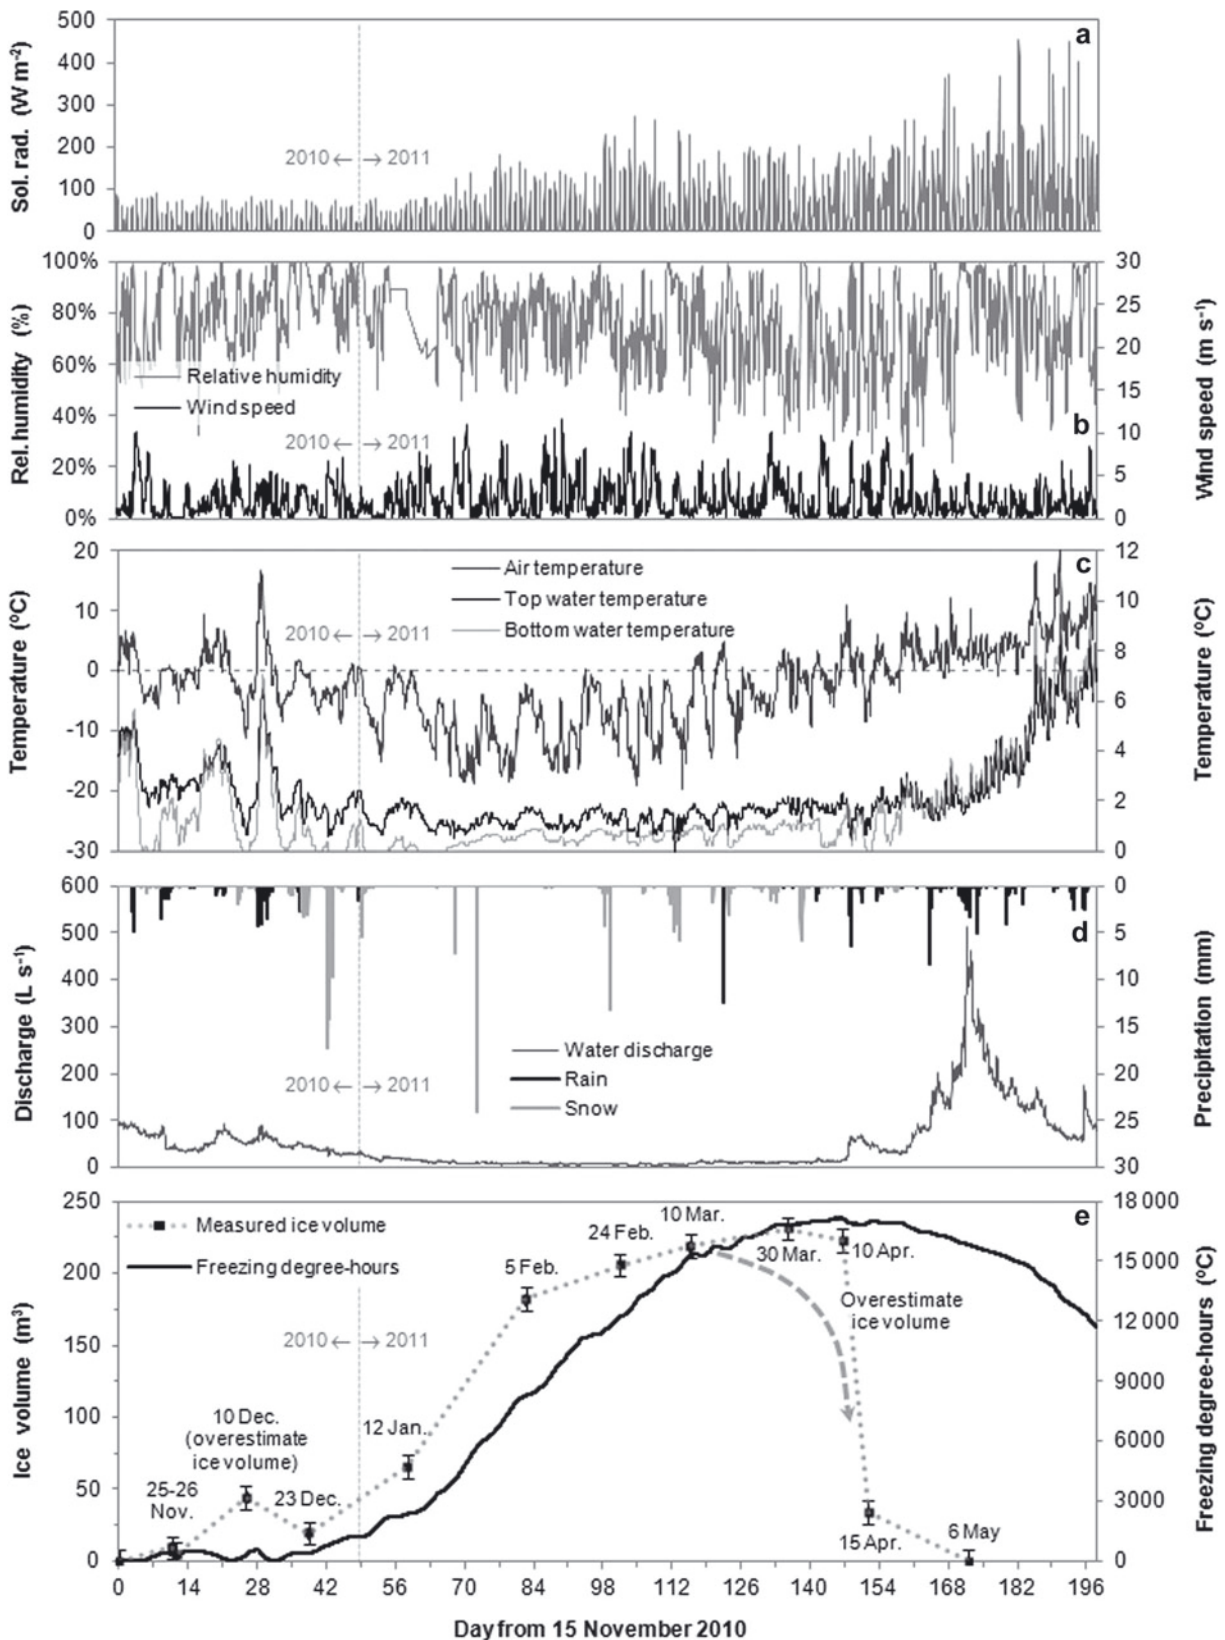 500
400
300
200
100
0
Sol. rad. (W m⁻²)
a
2010 ← → 2011
100%
80%
60%
40%
20%
0%
Rel. humidity (%)
30
25
20
15
10
5
0
Wind speed (m s⁻¹)
Relative humidity
Wind speed
b
2010 ← → 2011
20
10
0
-10
-20
-30
Temperature (ºC)
12
10
8
6
4
2
0
Temperature (ºC)
c
Air temperature
Top water temperature
Bottom water temperature
2010 ← → 2011
600
500
400
300
200
100
0
Discharge (L s⁻¹)
0
5
10
15
20
25
30
Precipitation (mm)
d
Water discharge
Rain
Snow
2010 ← → 2011
250
200
150
100
50
0
Ice volume (m³)
18 000
15 000
12 000
9000
6000
3000
0
Freezing degree-hours (ºC)
e
Measured ice volume
Freezing degree-hours
2010 ← → 2011
25-26
Nov.
10 Dec.
(overestimate
ice volume)
23 Dec.
12 Jan.
5 Feb.
24 Feb.
10 Mar.
30 Mar.
10 Apr.
Overestimate
ice volume
15 Apr.
6 May
0 14 28 42 56 70 84 98 112 126 140 154 168 182 196
Day from 15 November 2010